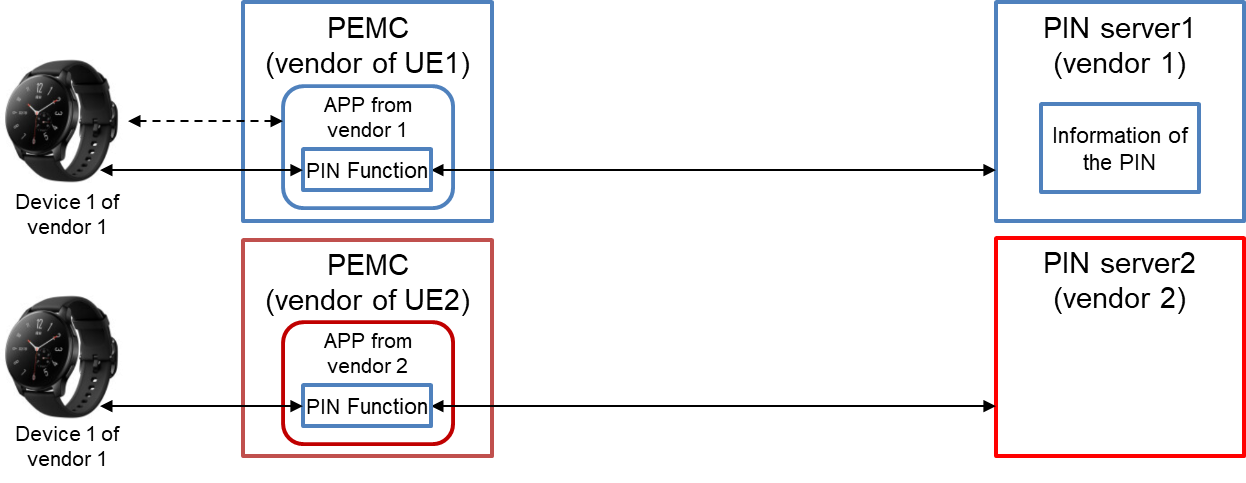 PEMC
(vendor of UE1)
APP from
vendor 1
PIN Function
Device 1 of
vendor 1
PIN server1
(vendor 1)
Information of
the PIN
PEMC
(vendor of UE2)
APP from
vendor 2
PIN Function
Device 1 of
vendor 1
PIN server2
(vendor 2)